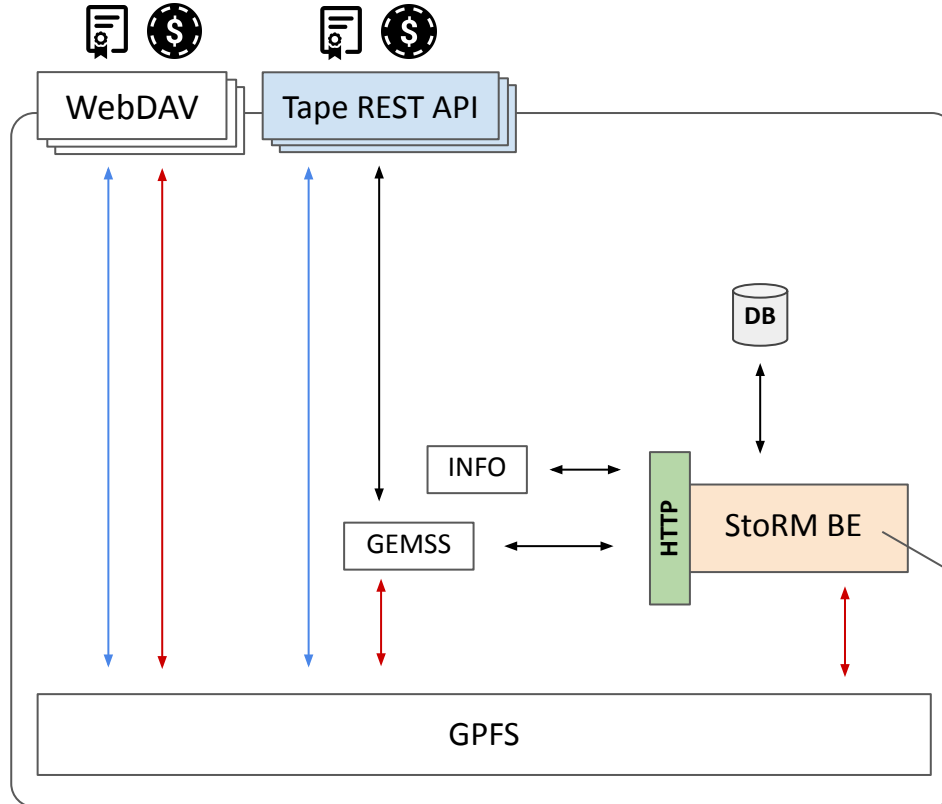 $ $
WebDAV
Tape REST API
DB
INFO
HTTP
StoRM BE
GEMSS
GPFS